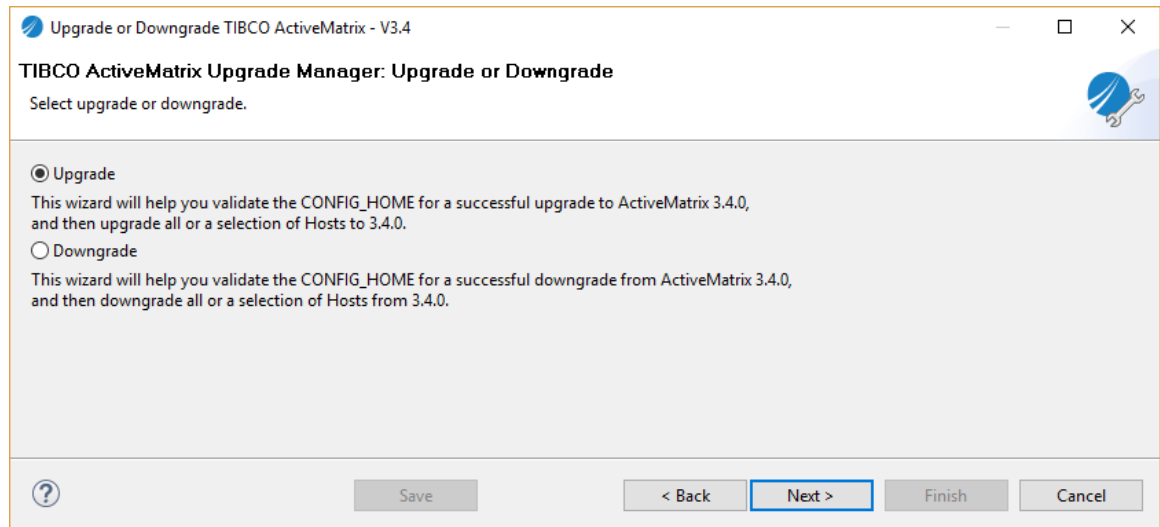 Upgrade or Downgrade TIBCO ActiveMatrix - V3.4
TIBCO ActiveMatrix Upgrade Manager: Upgrade or Downgrade
Select upgrade or downgrade.
Upgrade
This wizard will help you validate the CONFIG_HOME for a successful upgrade to ActiveMatrix 3.4.0,
and then upgrade all or a selection of Hosts to 3.4.0.
Downgrade
This wizard will help you validate the CONFIG_HOME for a successful downgrade from ActiveMatrix 3.4.0,
and then downgrade all or a selection of Hosts from 3.4.0.
? Save < Back Next > Finish Cancel